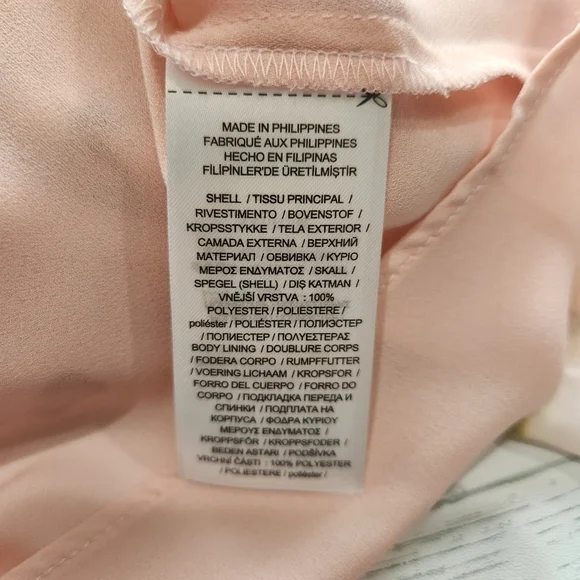 MADE IN PHILIPPINES
FABRIQUÉ AUX PHILIPPINES
HECHO EN FILIPINAS
FİLİPİNLER'DE ÜRETİLMİŞTİR
SHELL / TISSU PRINCIPAL /
RIVESTIMENTO / BOVENSTOF /
KROPSSTYKKE / TELA EXTERIOR /
CAMADA EXTERNA / ВЕРХНИЙ
МАТЕРИАЛ / ОБВИВКА / ΚΥΡΙΟ
ΜΕΡΟΣ ΕΝΔΥΜΑΤΟΣ / SKALL /
SPEGEL (SHELL) / DIŞ KATMAN /
VNĚJŠÍ VRSTVA : 100%
POLYESTER / POLIESTERE /
poliéster / POLIÉSTER / ПОЛИЭСТЕР
/ ПОЛИЕСТЕР / ΠΟΛΥΕΣΤΕΡΑΣ
BODY LINING / DOUBLURE CORPS
/ FODERA CORPO / RUMPFFUTTER
/ VOERING LICHAAM / KROPSFOR /
FORRO DEL CUERPO / FORRO DO
CORPO / ПОДКЛАДКА ПЕРЕДА И
СПИНКИ / ПОДПЛАТА НА
КОРПУСА / ΦΟΔΡΑ ΚΥΡΙΟΥ
ΜΕΡΟΥΣ ΕΝΔΥΜΑΤΟΣ /
KROPPSFÔR / KROPPSFODER /
BEDEN ASTARI / PODŠÍVKA
VRCHNÍ ČASTI : 100% POLYESTER
/ POLIESTERE / poliéster /